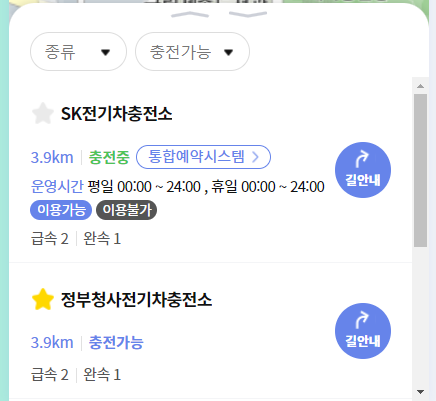 종류
충전가능
SK전기차충전소
3.9km 충전중 통합예약시스템
운영시간 평일 00:00 ~ 24:00 , 휴일 00:00 ~ 24:00
이용가능 이용불가
급속 2 완속 1
길안내
정부청사전기차충전소
3.9km 충전가능
급속 2 완속 1
길안내